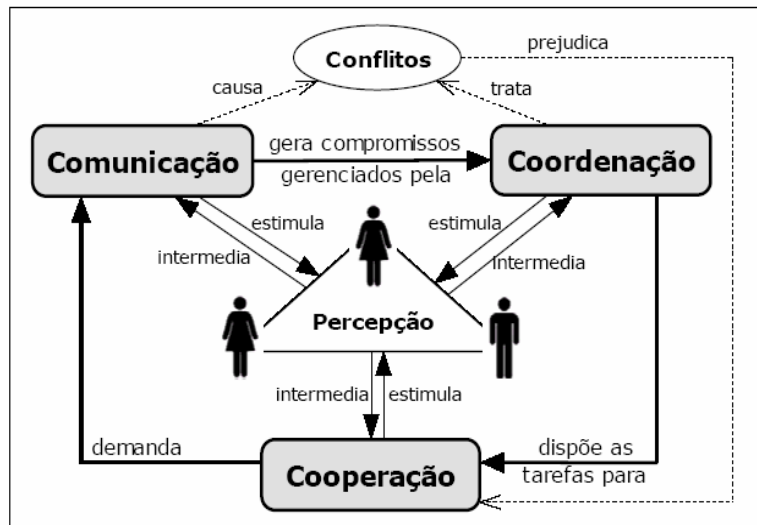 Conflitos
prejudica
causa
trata
Comunicação
gera compromissos
gerenciados pela
Coordenação
estimula
intermedia
estimula
intermedia
Percepção
intermedia
estimula
demanda
Cooperação
dispõe as
tarefas para